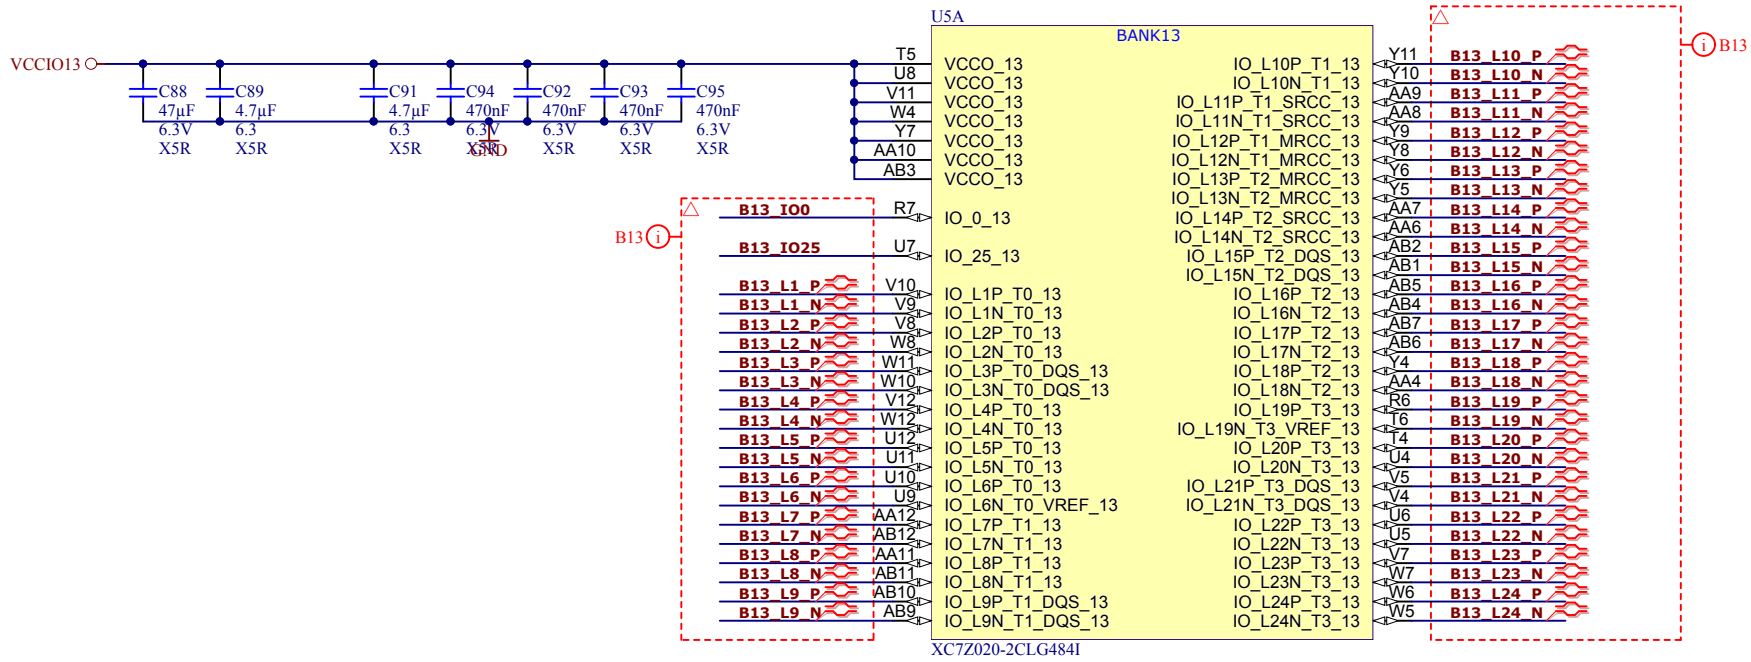 U5A
BANK13
VCCIO13
C88
47µF
6.3V
X5R
C89
4.7µF
6.3
X5R
C91
4.7µF
6.3
X5R
C94
470nF
6.3V
X5R
C92
470nF
6.3V
X5R
C93
470nF
6.3V
X5R
C95
470nF
6.3V
X5R
GND
T5 VCCO_13
U8 VCCO_13
V11 VCCO_13
W4 VCCO_13
Y7 VCCO_13
AA10 VCCO_13
AB3 VCCO_13
B13 i
B13_IO0 R7 IO_0_13
B13_IO25 U7 IO_25_13
B13_L1_P V10 IO_L1P_T0_13
B13_L1_N V9 IO_L1N_T0_13
B13_L2_P V8 IO_L2P_T0_13
B13_L2_N W8 IO_L2N_T0_13
B13_L3_P W11 IO_L3P_T0_DQS_13
B13_L3_N W10 IO_L3N_T0_DQS_13
B13_L4_P V12 IO_L4P_T0_13
B13_L4_N W12 IO_L4N_T0_13
B13_L5_P U12 IO_L5P_T0_13
B13_L5_N U11 IO_L5N_T0_13
B13_L6_P U10 IO_L6P_T0_13
B13_L6_N U9 IO_L6N_T0_VREF_13
B13_L7_P AA12 IO_L7P_T1_13
B13_L7_N AB12 IO_L7N_T1_13
B13_L8_P AA11 IO_L8P_T1_13
B13_L8_N AB11 IO_L8N_T1_13
B13_L9_P AB10 IO_L9P_T1_DQS_13
B13_L9_N AB9 IO_L9N_T1_DQS_13
IO_L10P_T1_13 Y11 B13_L10_P
IO_L10N_T1_13 Y10 B13_L10_N
IO_L11P_T1_SRCC_13 AA9 B13_L11_P
IO_L11N_T1_SRCC_13 AA8 B13_L11_N
IO_L12P_T1_MRCC_13 Y9 B13_L12_P
IO_L12N_T1_MRCC_13 Y8 B13_L12_N
IO_L13P_T2_MRCC_13 Y6 B13_L13_P
IO_L13N_T2_MRCC_13 Y5 B13_L13_N
IO_L14P_T2_SRCC_13 AA7 B13_L14_P
IO_L14N_T2_SRCC_13 AA6 B13_L14_N
IO_L15P_T2_DQS_13 AB2 B13_L15_P
IO_L15N_T2_DQS_13 AB1 B13_L15_N
IO_L16P_T2_13 AB5 B13_L16_P
IO_L16N_T2_13 AB4 B13_L16_N
IO_L17P_T2_13 AB7 B13_L17_P
IO_L17N_T2_13 AB6 B13_L17_N
IO_L18P_T2_13 Y4 B13_L18_P
IO_L18N_T2_13 AA4 B13_L18_N
IO_L19P_T3_13 R6 B13_L19_P
IO_L19N_T3_VREF_13 T6 B13_L19_N
IO_L20P_T3_13 T4 B13_L20_P
IO_L20N_T3_13 U4 B13_L20_N
IO_L21P_T3_DQS_13 V5 B13_L21_P
IO_L21N_T3_DQS_13 V4 B13_L21_N
IO_L22P_T3_13 U6 B13_L22_P
IO_L22N_T3_13 U5 B13_L22_N
IO_L23P_T3_13 V7 B13_L23_P
IO_L23N_T3_13 W7 B13_L23_N
IO_L24P_T3_13 W6 B13_L24_P
IO_L24N_T3_13 W5 B13_L24_N
i B13
XC7Z020-2CLG484I